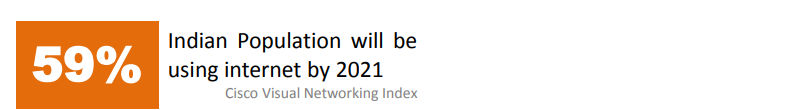 59%
Indian Population will be
using internet by 2021
Cisco Visual Networking Index